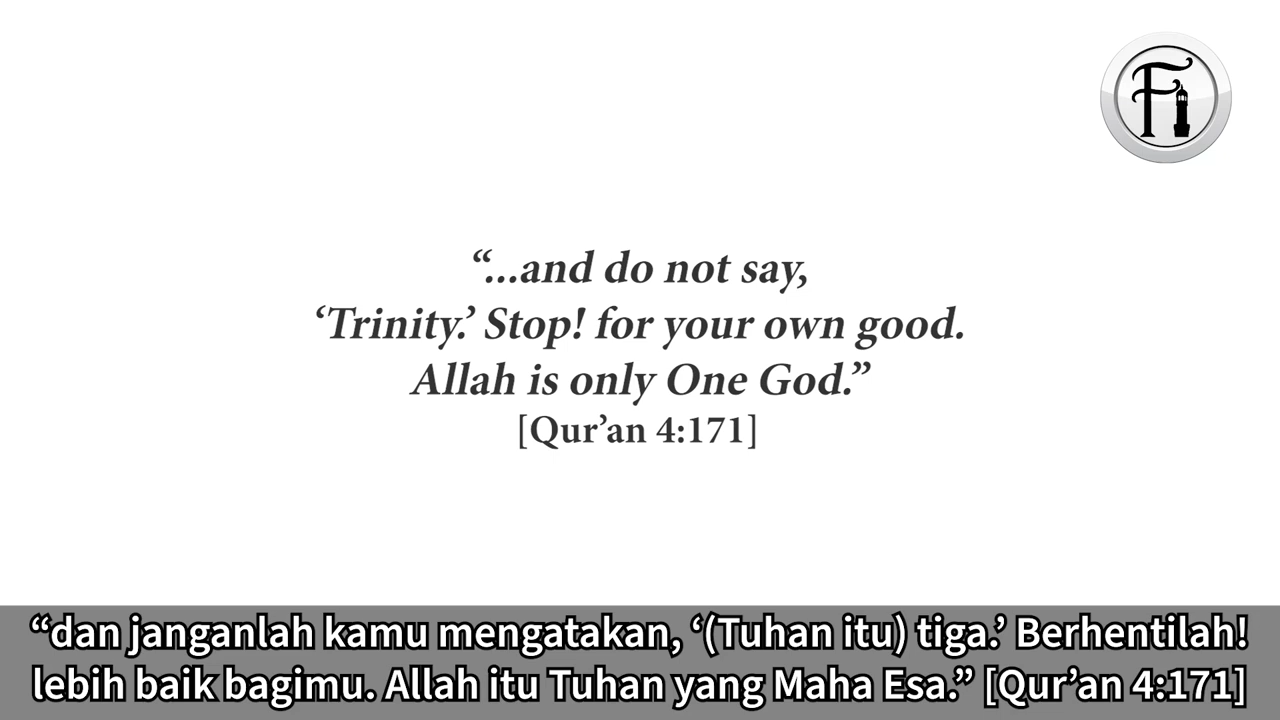 Fi
“...and do not say,
‘Trinity.’ Stop! for your own good.
Allah is only One God.”
[Qur’an 4:171]
“dan janganlah kamu mengatakan, ‘(Tuhan itu) tiga.’ Berhentilah!
lebih baik bagimu. Allah itu Tuhan yang Maha Esa.” [Qur’an 4:171]